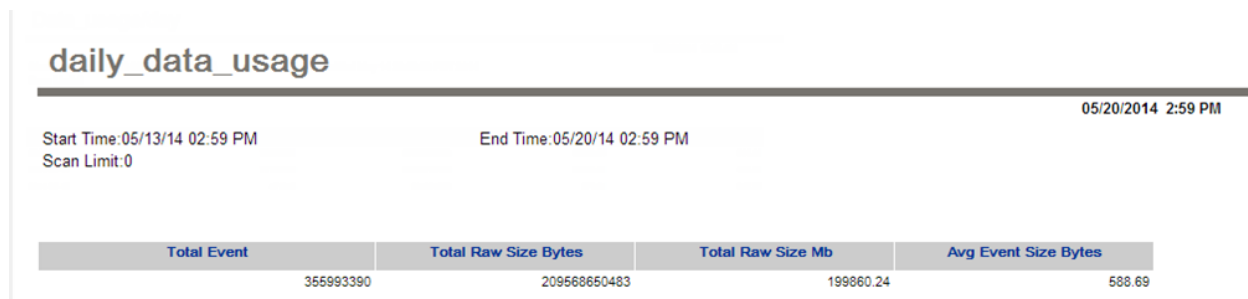 daily_data_usage
05/20/2014 2:59 PM
Start Time:05/13/14 02:59 PM End Time:05/20/14 02:59 PM
Scan Limit:0
Total Event Total Raw Size Bytes Total Raw Size Mb Avg Event Size Bytes
355993390 209568650483 199860.24 588.69